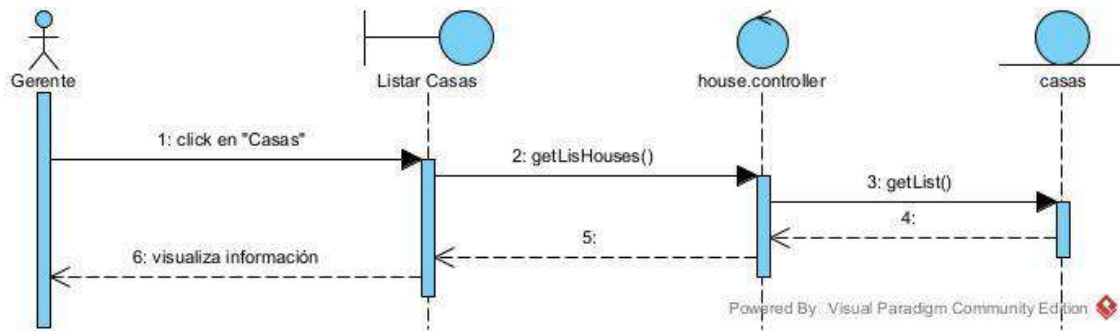 Gerente
Listar Casas
house.controller
casas
1: click en "Casas"
2: getLisHouses()
3: getList()
4:
5:
6: visualiza información
Powered By Visual Paradigm Community Edition